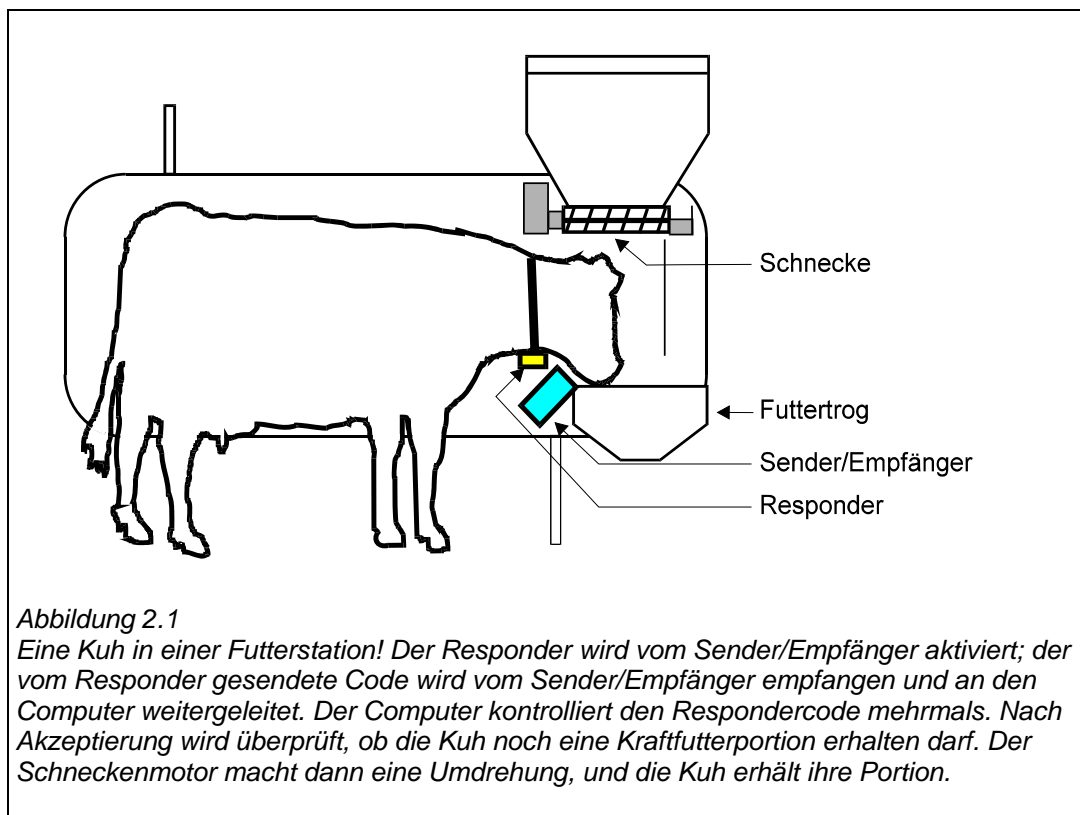 Schnecke
Futtertrog
Sender/Empfänger
Responder
Abbildung 2.1
Eine Kuh in einer Futterstation! Der Responder wird vom Sender/Empfänger aktiviert; der
vom Responder gesendete Code wird vom Sender/Empfänger empfangen und an den
Computer weitergeleitet. Der Computer kontrolliert den Respondercode mehrmals. Nach
Akzeptierung wird überprüft, ob die Kuh noch eine Kraftfutterportion erhalten darf. Der
Schneckenmotor macht dann eine Umdrehung, und die Kuh erhält ihre Portion.